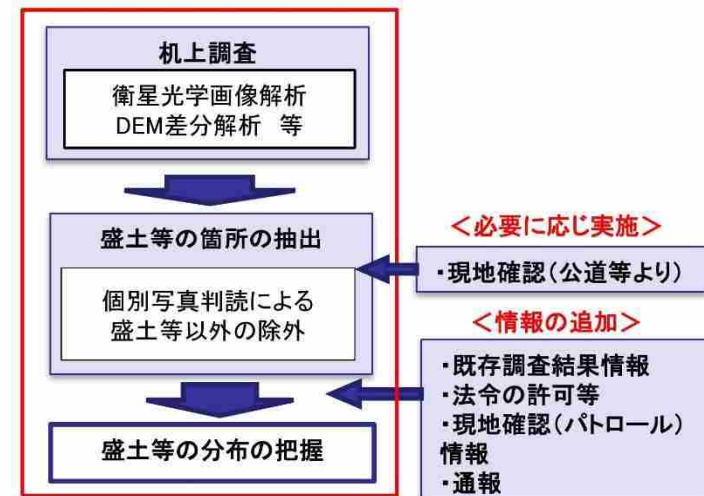 机上調査
衛星光学画像解析
DEM差分解析 等
盛土等の箇所の抽出
個別写真判読による
盛土等以外の除外
盛土等の分布の把握
<必要に応じ実施>
・現地確認(公道等より)
<情報の追加>
・既存調査結果情報
・法令の許可等
・現地確認(パトロール)
情報
・通報